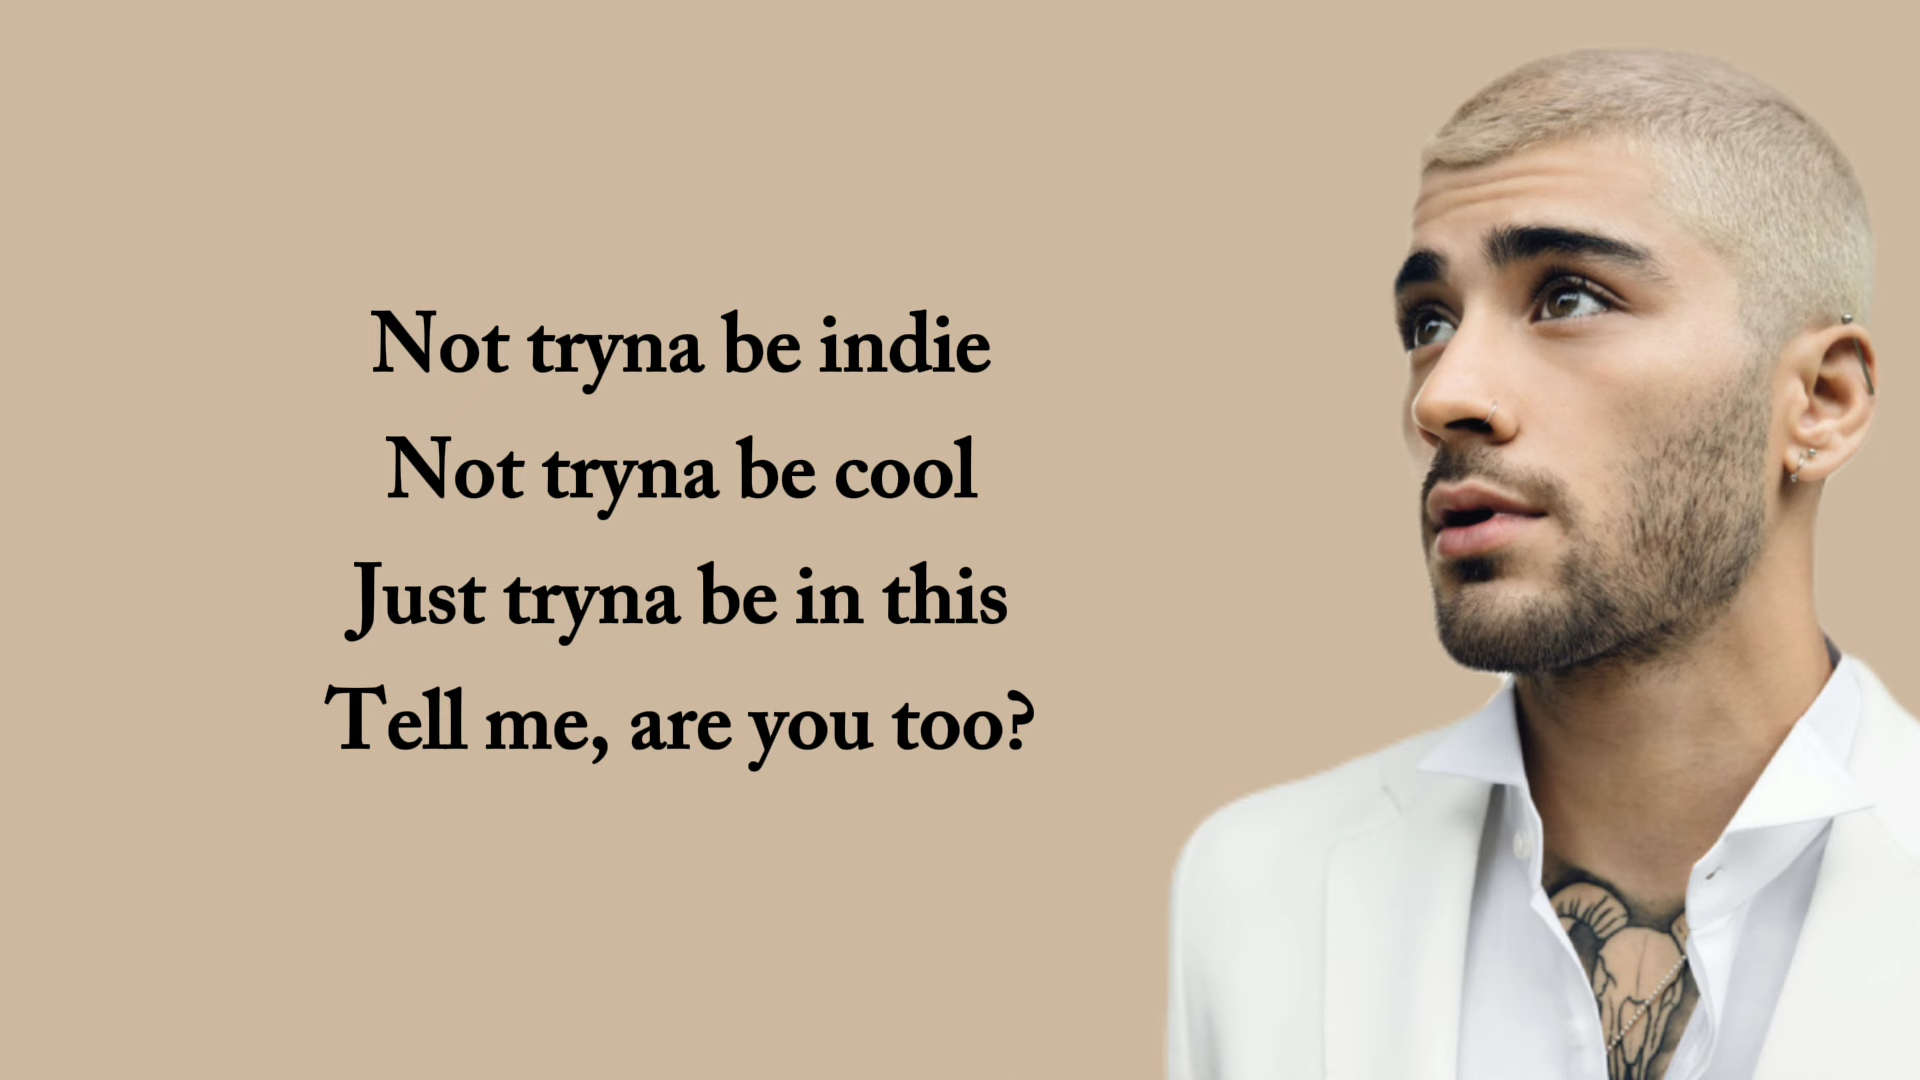 Not tryna be indie
Not tryna be cool
Just tryna be in this
Tell me, are you too?